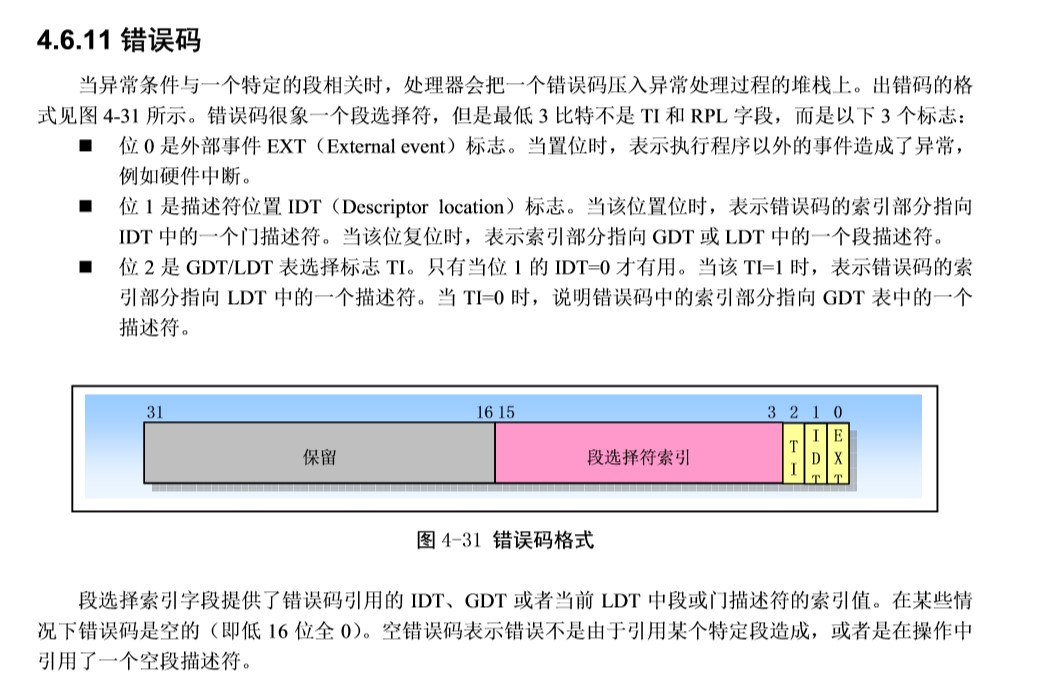 4.6.11 错误码
当异常条件与一个特定的段相关时，处理器会把一个错误码压入异常处理过程的堆栈上。出错码的格
式见图 4-31 所示。错误码很象一个段选择符，但是最低 3 比特不是 TI 和 RPL 字段，而是以下 3 个标志：
■ 位 0 是外部事件 EXT（External event）标志。当置位时，表示执行程序以外的事件造成了异常，
例如硬件中断。
■ 位 1 是描述符位置 IDT（Descriptor location）标志。当该位置位时，表示错误码的索引部分指向
IDT 中的一个门描述符。当该位复位时，表示索引部分指向 GDT 或 LDT 中的一个段描述符。
■ 位 2 是 GDT/LDT 表选择标志 TI。只有当位 1 的 IDT=0 才有用。当该 TI=1 时，表示错误码的索
引部分指向 LDT 中的一个描述符。当 TI=0 时，说明错误码中的索引部分指向 GDT 表中的一个
描述符。
31 16 15 3 2 1 0
保留 段选择符索引 TI IDT EXT
图 4-31 错误码格式
段选择索引字段提供了错误码引用的 IDT、GDT 或者当前 LDT 中段或门描述符的索引值。在某些情
况下错误码是空的（即低 16 位全 0）。空错误码表示错误不是由于引用某个特定段造成，或者是在操作中
引用了一个空段描述符。